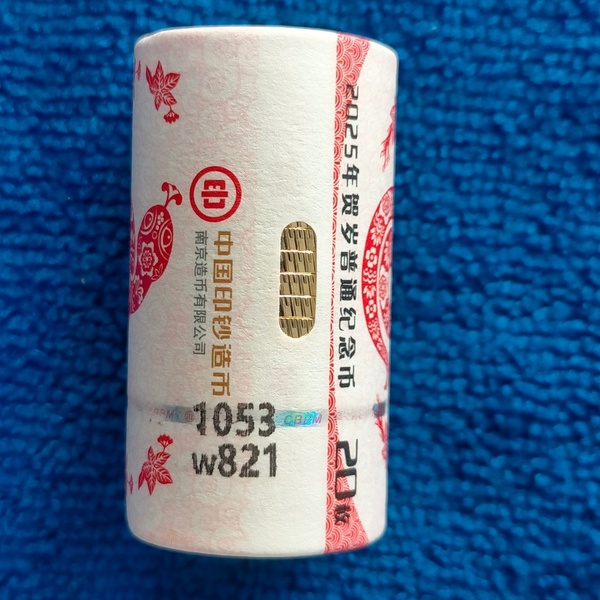 2025年贺岁普通纪念币
20枚
印
中国印钞造币
南京造币有限公司
CBPM
1053
w821